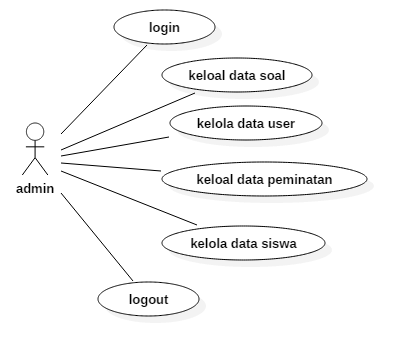 login
keloal data soal
kelola data user
keloal data peminatan
admin
kelola data siswa
logout